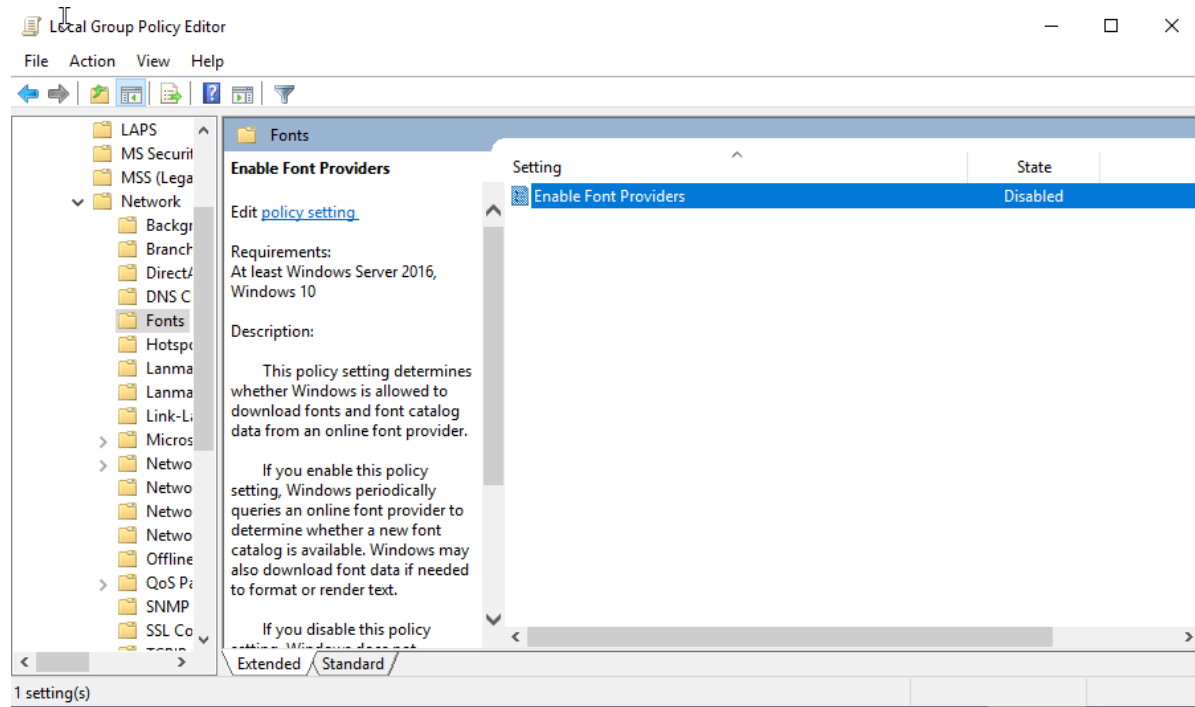 Local Group Policy Editor
File Action View Help
LAPS
MS Securit
MSS (Lega
Network
Backgr
Branch
DirectA
DNS C
Fonts
Hotspo
Lanma
Lanma
Link-La
Micros
Netwo
Netwo
Netwo
Netwo
Offline
QoS Pa
SNMP
SSL Co
Fonts
Enable Font Providers
Edit policy setting
Requirements:
At least Windows Server 2016,
Windows 10
Description:
This policy setting determines
whether Windows is allowed to
download fonts and font catalog
data from an online font provider.
If you enable this policy
setting, Windows periodically
queries an online font provider to
determine whether a new font
catalog is available. Windows may
also download font data if needed
to format or render text.
If you disable this policy
setting, Windows does not
Setting State
Enable Font Providers Disabled
Extended Standard
1 setting(s)